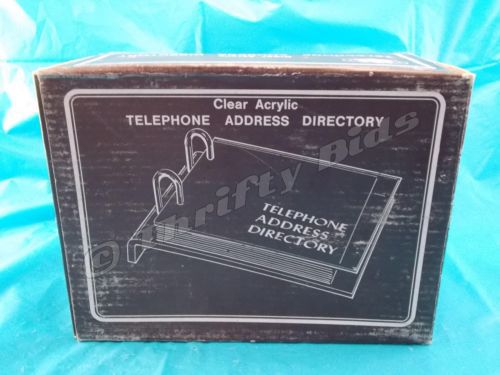 Clear Acrylic
TELEPHONE ADDRESS DIRECTORY
TELEPHONE
ADDRESS
DIRECTORY
© Thrifty Bids